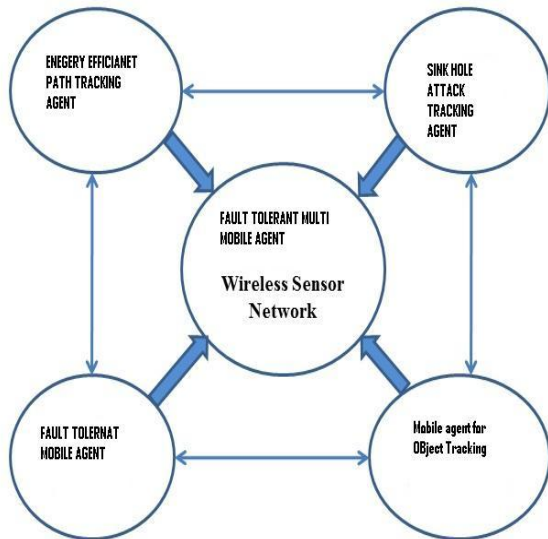 ENEGERY EFFICIANET
PATH TRACKING
AGENT
SINK HOLE
ATTACK
TRACKING
AGENT
FAULT TOLERANT MULTI
MOBILE AGENT
Wireless Sensor
Network
FAULT TOLERNAT
MOBILE AGENT
Mobile agent for
OBject Tracking